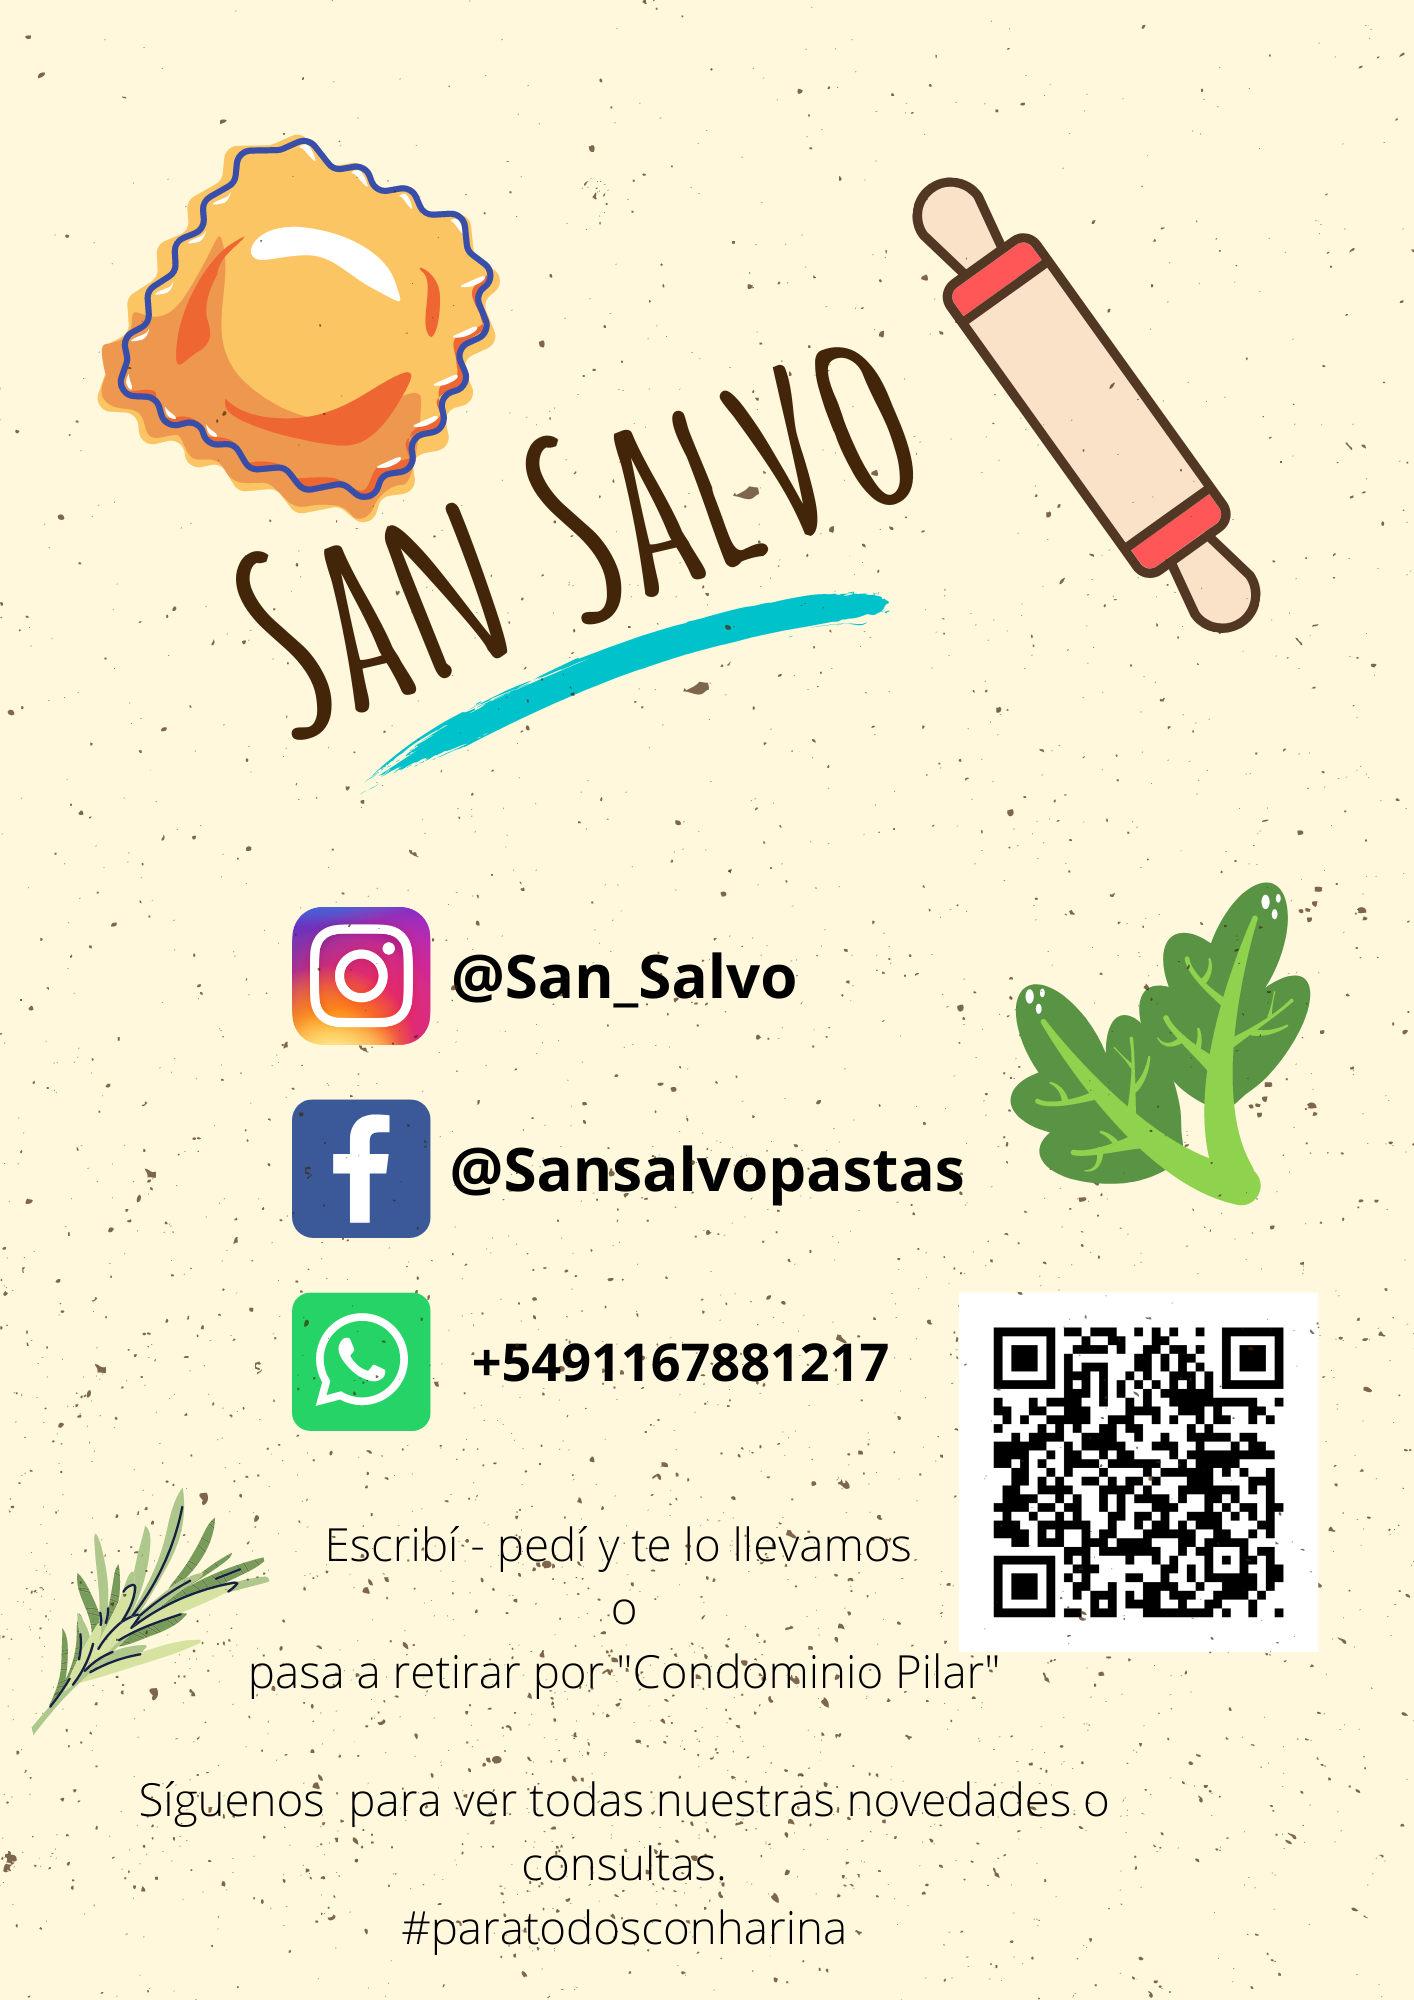 San Salvo
@San_Salvo
@Sansalvopastas
+5491167881217
Escribí - pedí y te lo llevamos
o
pasa a retirar por "Condominio Pilar"
Síguenos  para ver todas nuestras novedades o
consultas.
#paratodosconharina